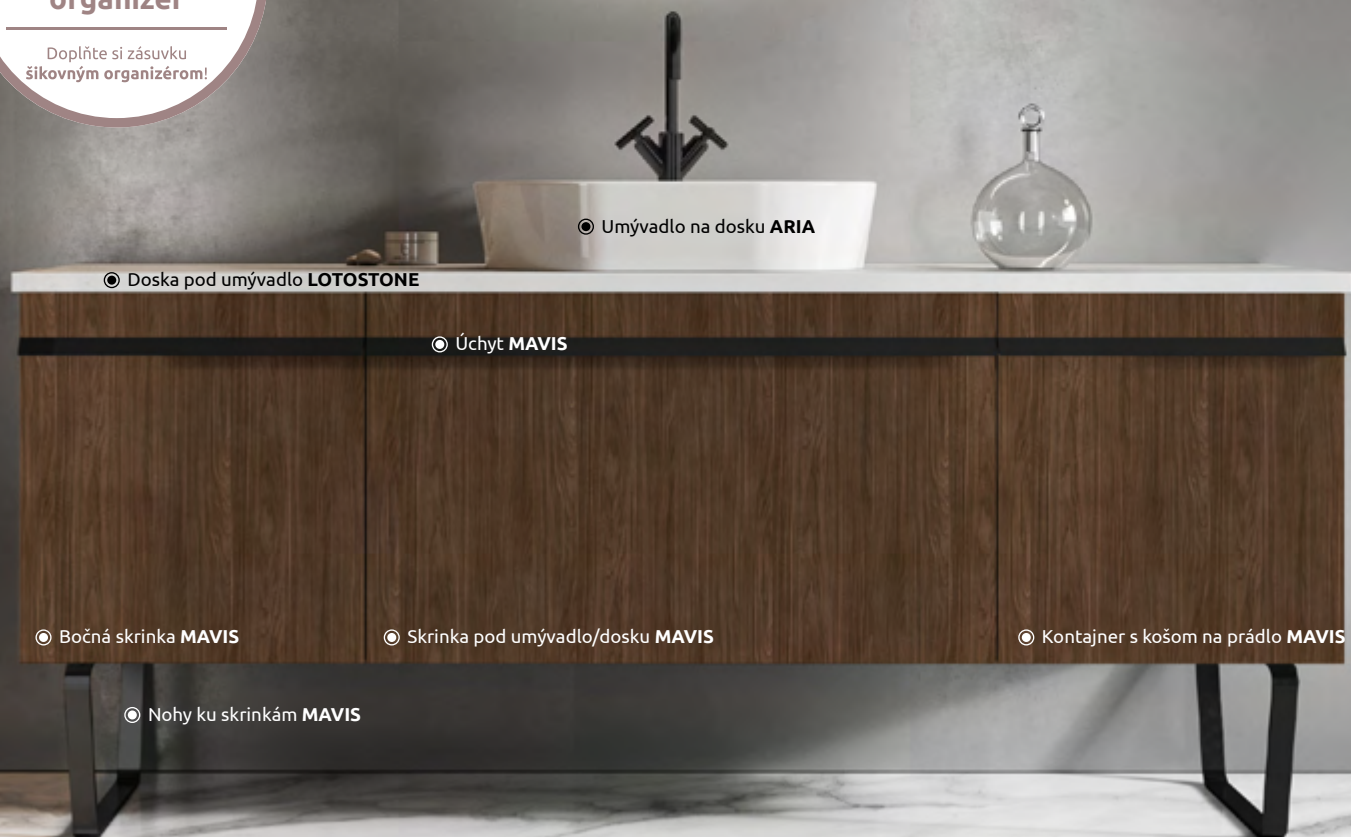 organizér
Doplňte si zásuvku
šikovným organizérom!
Umývadlo na dosku ARIA
Doska pod umývadlo LOTOSTONE
Úchyt MAVIS
Bočná skrinka MAVIS
Skrinka pod umývadlo/dosku MAVIS
Kontajner s košom na prádlo MAVIS
Nohy ku skrinkám MAVIS